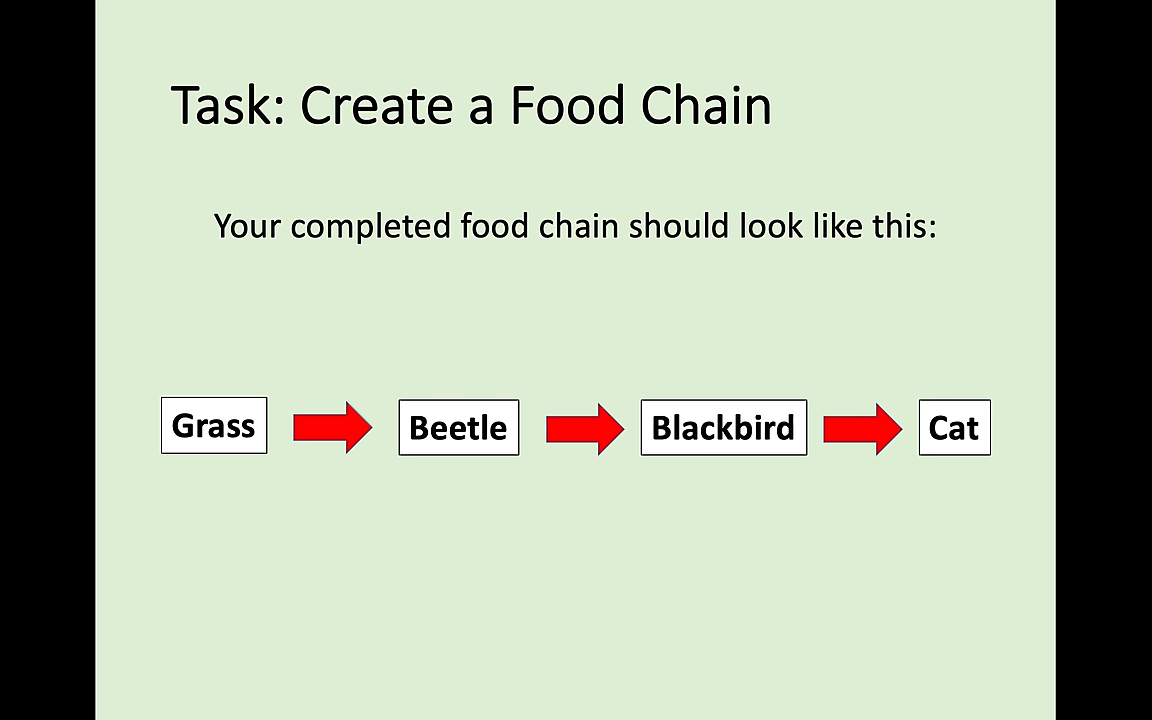 Task: Create a Food Chain
Your completed food chain should look like this:
Grass Beetle Blackbird Cat